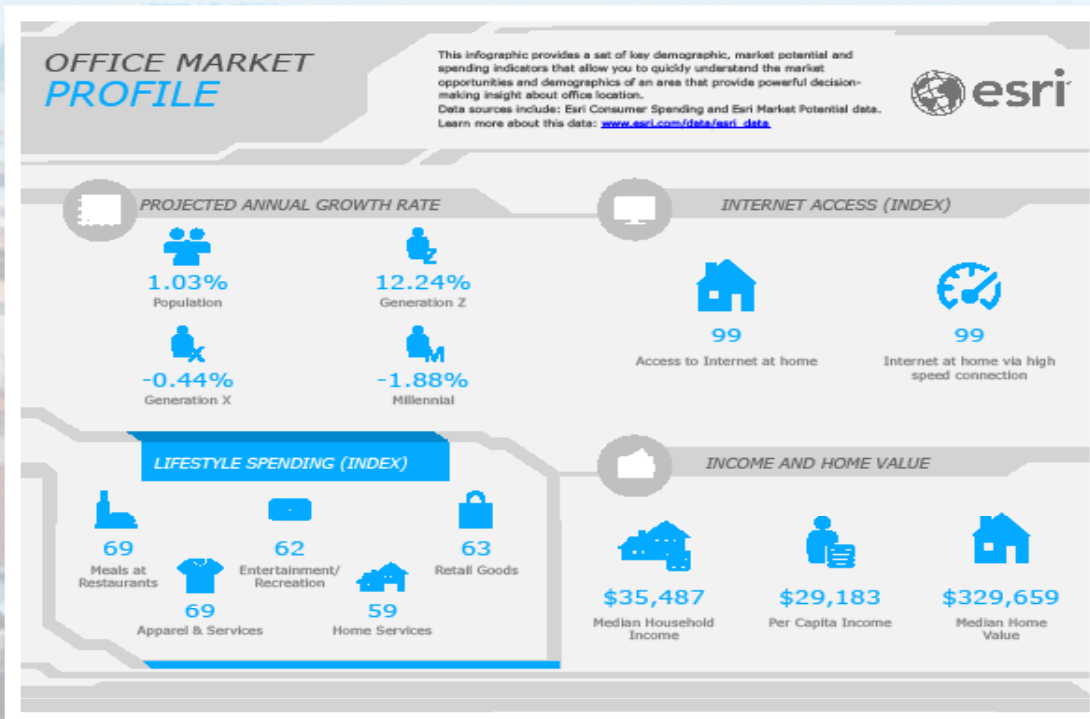 OFFICE MARKET
PROFILE
This infographic provides a set of key demographic, market potential and
spending indicators that allow you to quickly understand the market
opportunities and demographics of an area that provide powerful decision-
making insight about office location.
Data sources include: Esri Consumer Spending and Esri Market Potential data.
Learn more about this data: www.esri.com/data/esri_data
esri
PROJECTED ANNUAL GROWTH RATE
1.03%
Population
Z
12.24%
Generation Z
X
-0.44%
Generation X
M
-1.88%
Millennial
INTERNET ACCESS (INDEX)
99
Access to Internet at home
99
Internet at home via high
speed connection
LIFESTYLE SPENDING (INDEX)
69
Meals at
Restaurants
62
Entertainment/
Recreation
63
Retail Goods
69
Apparel & Services
59
Home Services
INCOME AND HOME VALUE
$35,487
Median Household
Income
$29,183
Per Capita Income
$329,659
Median Home
Value